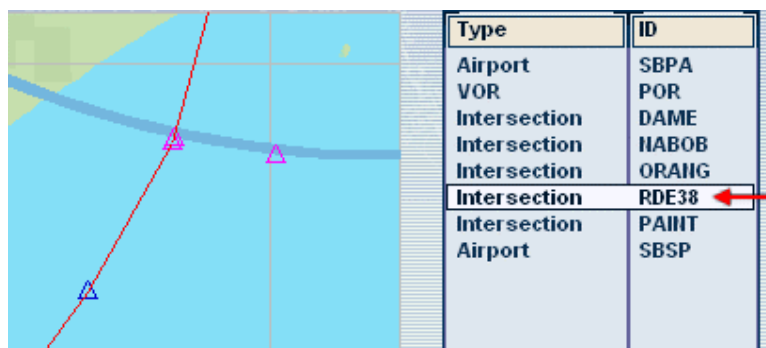 Type ID
Airport SBPA
VOR POR
Intersection DAME
Intersection NABOB
Intersection ORANG
Intersection RDE38
Intersection PAINT
Airport SBSP